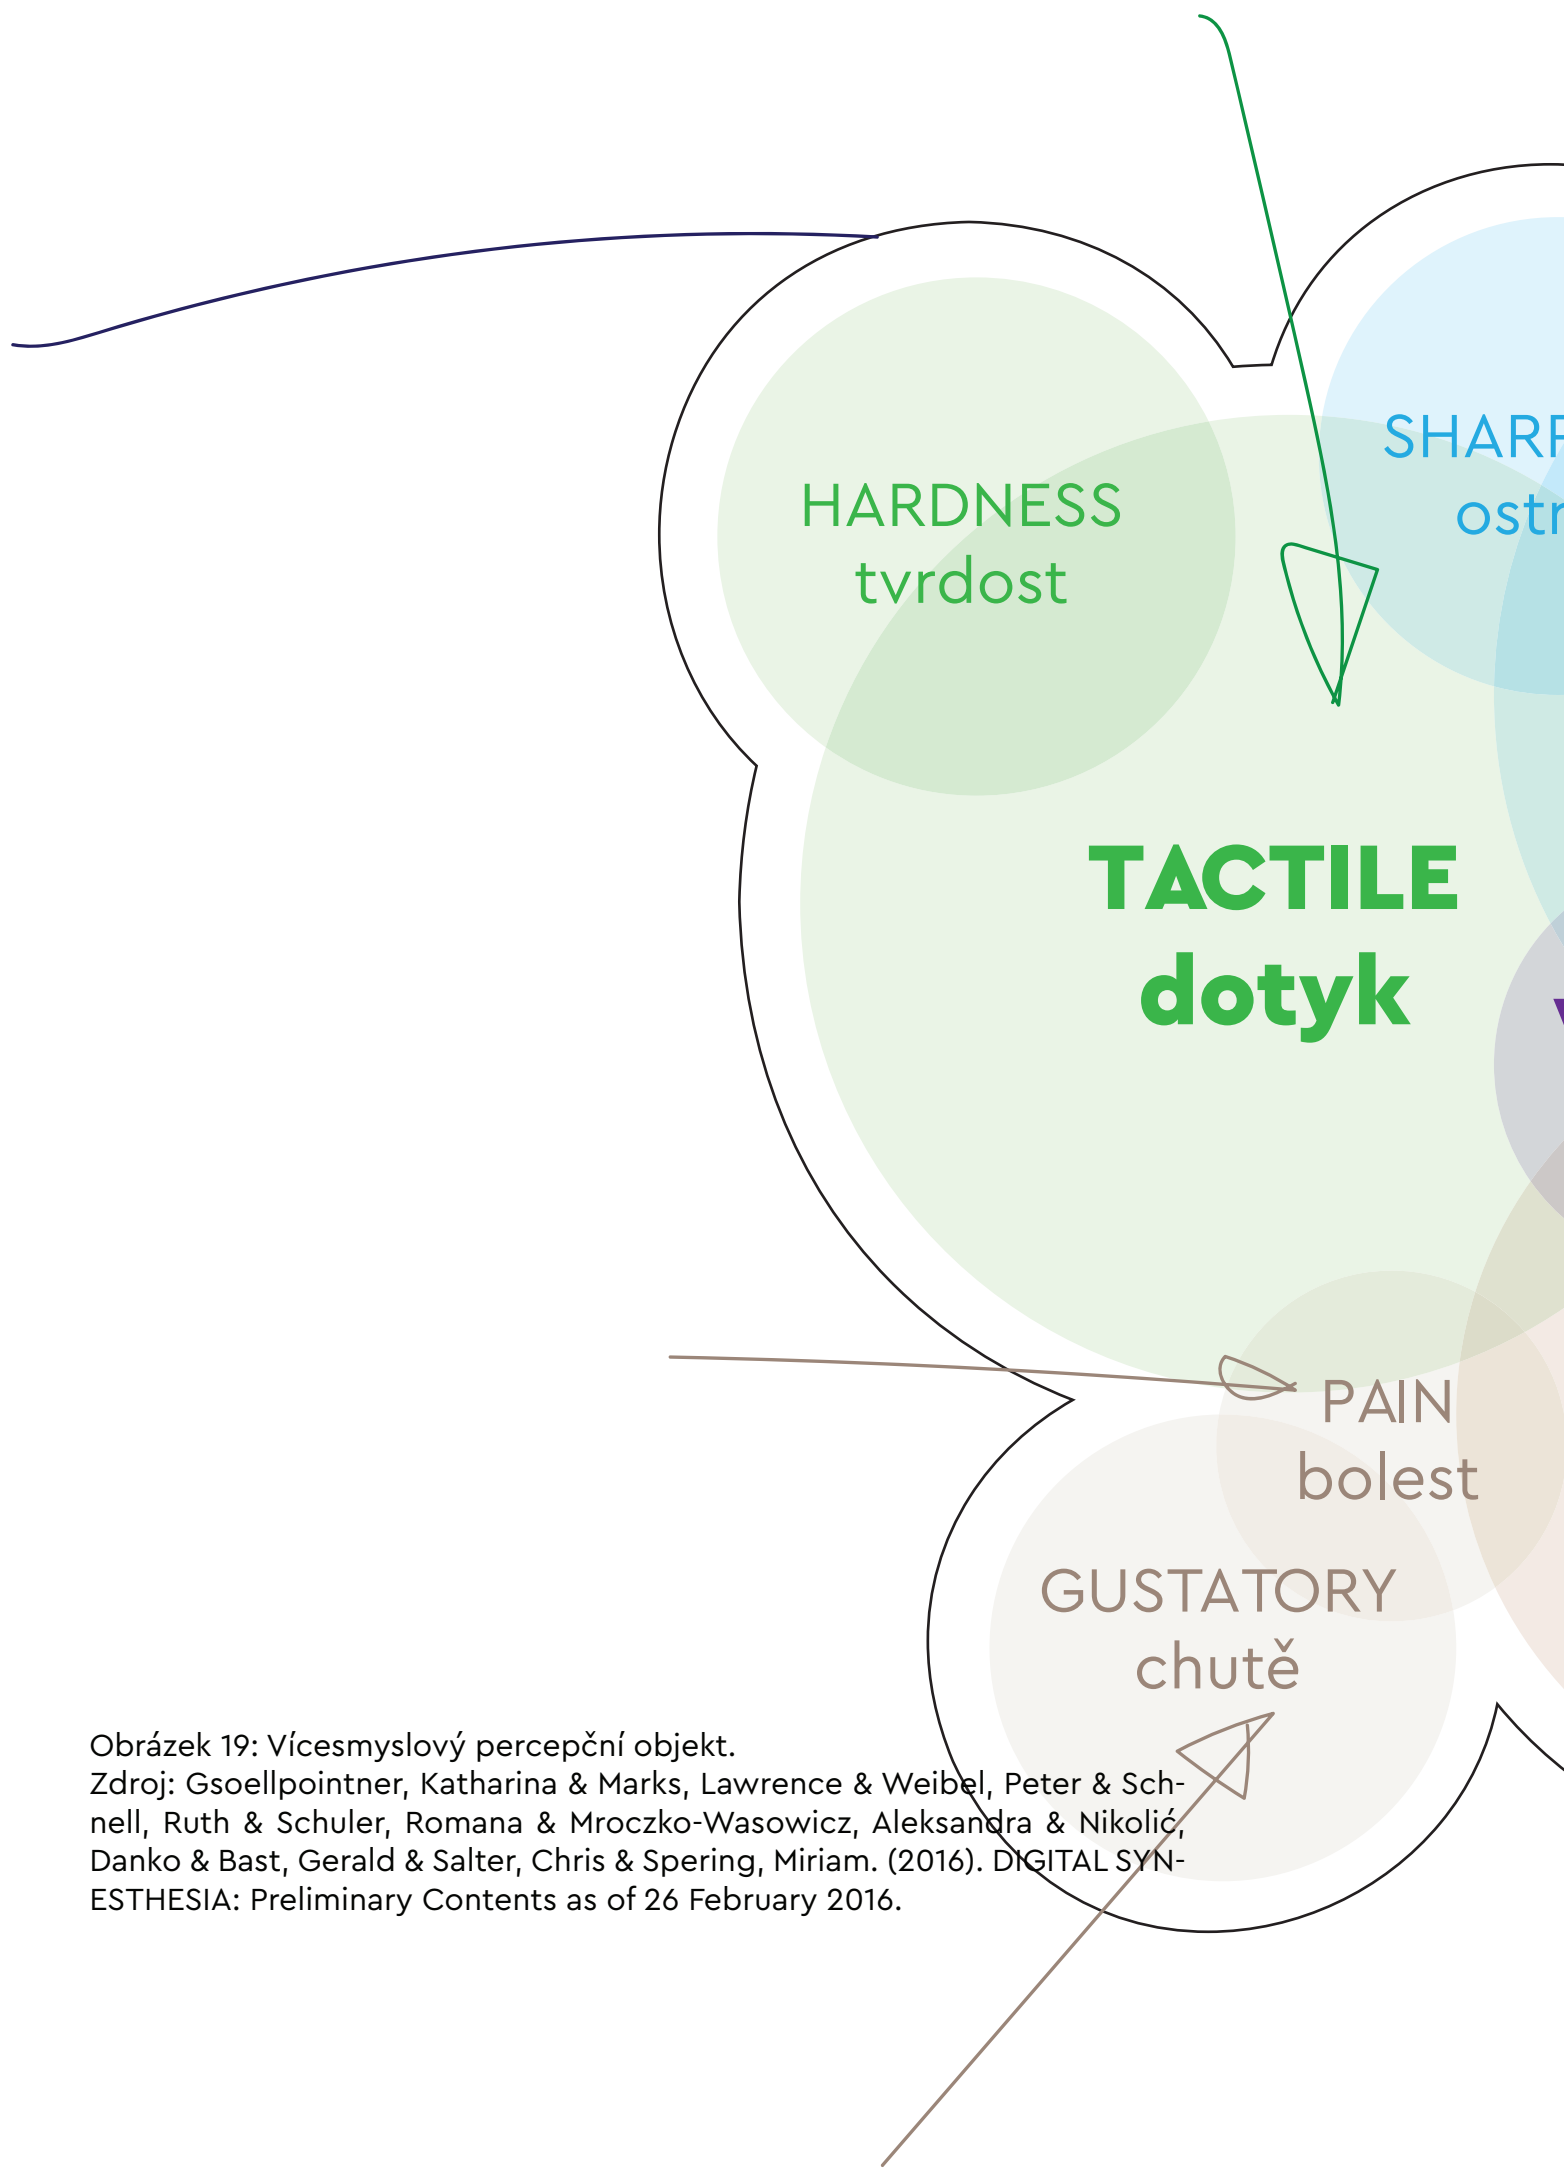 SHARP
ostr
HARDNESS
tvrdost
TACTILE
dotyk
PAIN
bolest
GUSTATORY
chutě
Obrázek 19: Vícesmyslový percepční objekt.
Zdroj: Gsoellpointner, Katharina & Marks, Lawrence & Weibel, Peter & Sch-
nell, Ruth & Schuler, Romana & Mroczko-Wasowicz, Aleksandra & Nikolić,
Danko & Bast, Gerald & Salter, Chris & Spering, Miriam. (2016). DIGITAL SYN-
ESTHESIA: Preliminary Contents as of 26 February 2016.